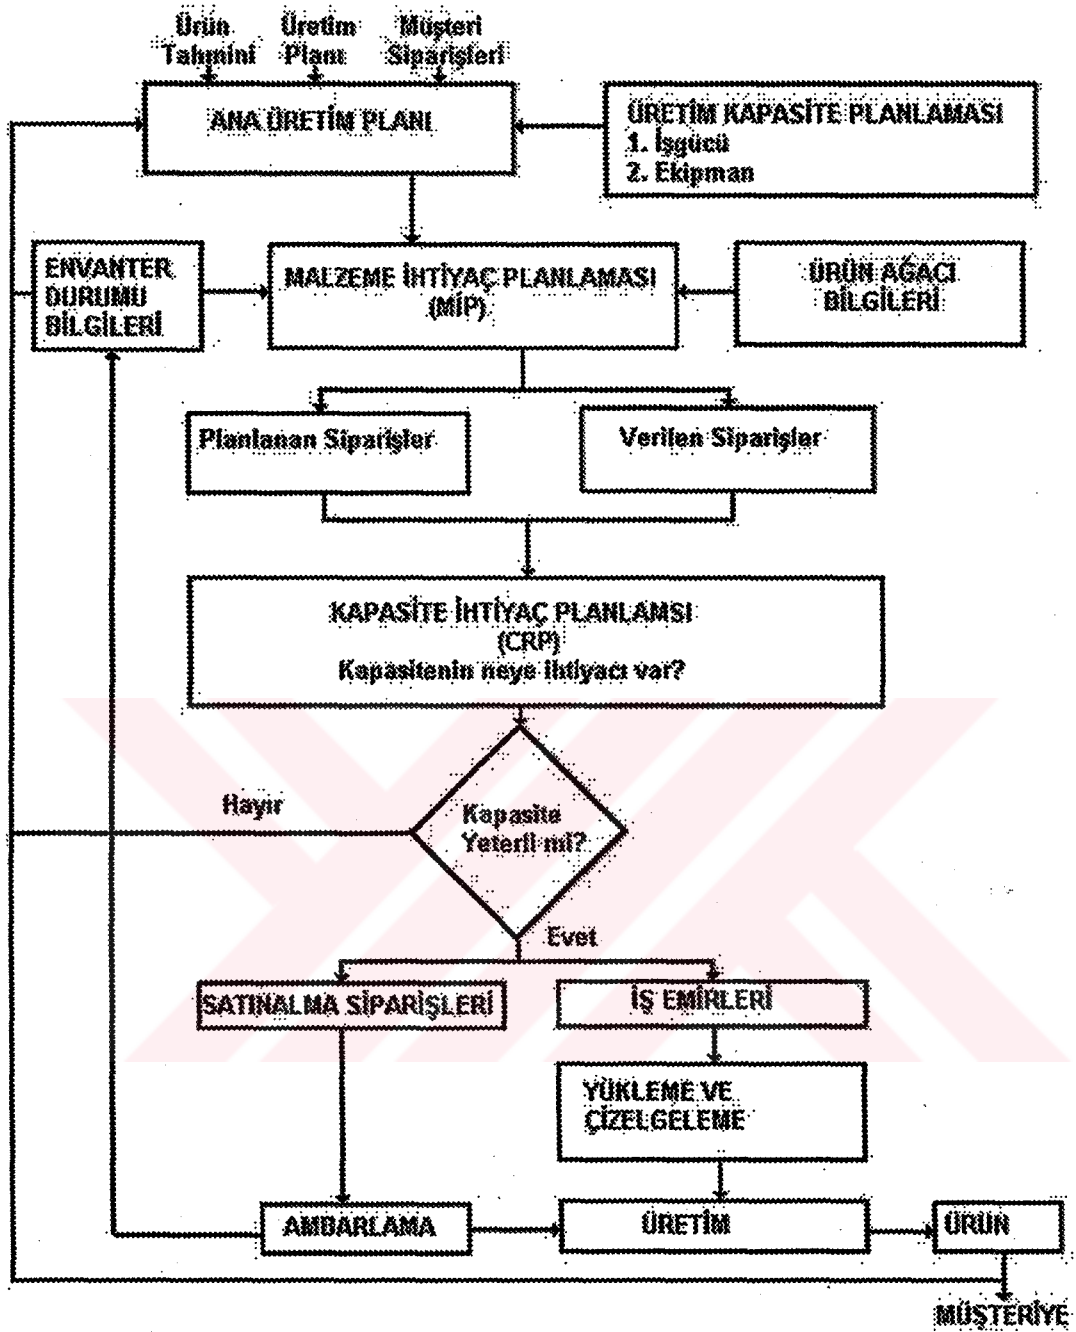 Ürün
Tahmini
Üretim
Planı
Müşteri
Siparişleri
ANA ÜRETİM PLANI
ÜRETİM KAPASİTE PLANLAMASI
1. İşgücü
2. Ekipman
ENVANTER
DURUMU
BİLGİLERİ
MALZEME İHTİYAÇ PLANLAMASI
(MİP)
ÜRÜN AĞACI
BİLGİLERİ
Planlanan Siparişler
Verilen Siparişler
KAPASİTE İHTİYAÇ PLANLAMSI
(CRP)
Kapasitenin neye ihtiyacı var?
Hayır
Kapasite
Yeterli mi?
Evet
SATINALMA SİPARİŞLERİ
İŞ EMİRLERİ
YÜKLEME VE
ÇİZELGELEME
AMBARLAMA
ÜRETİM
ÜRÜN
MÜŞTERİYE